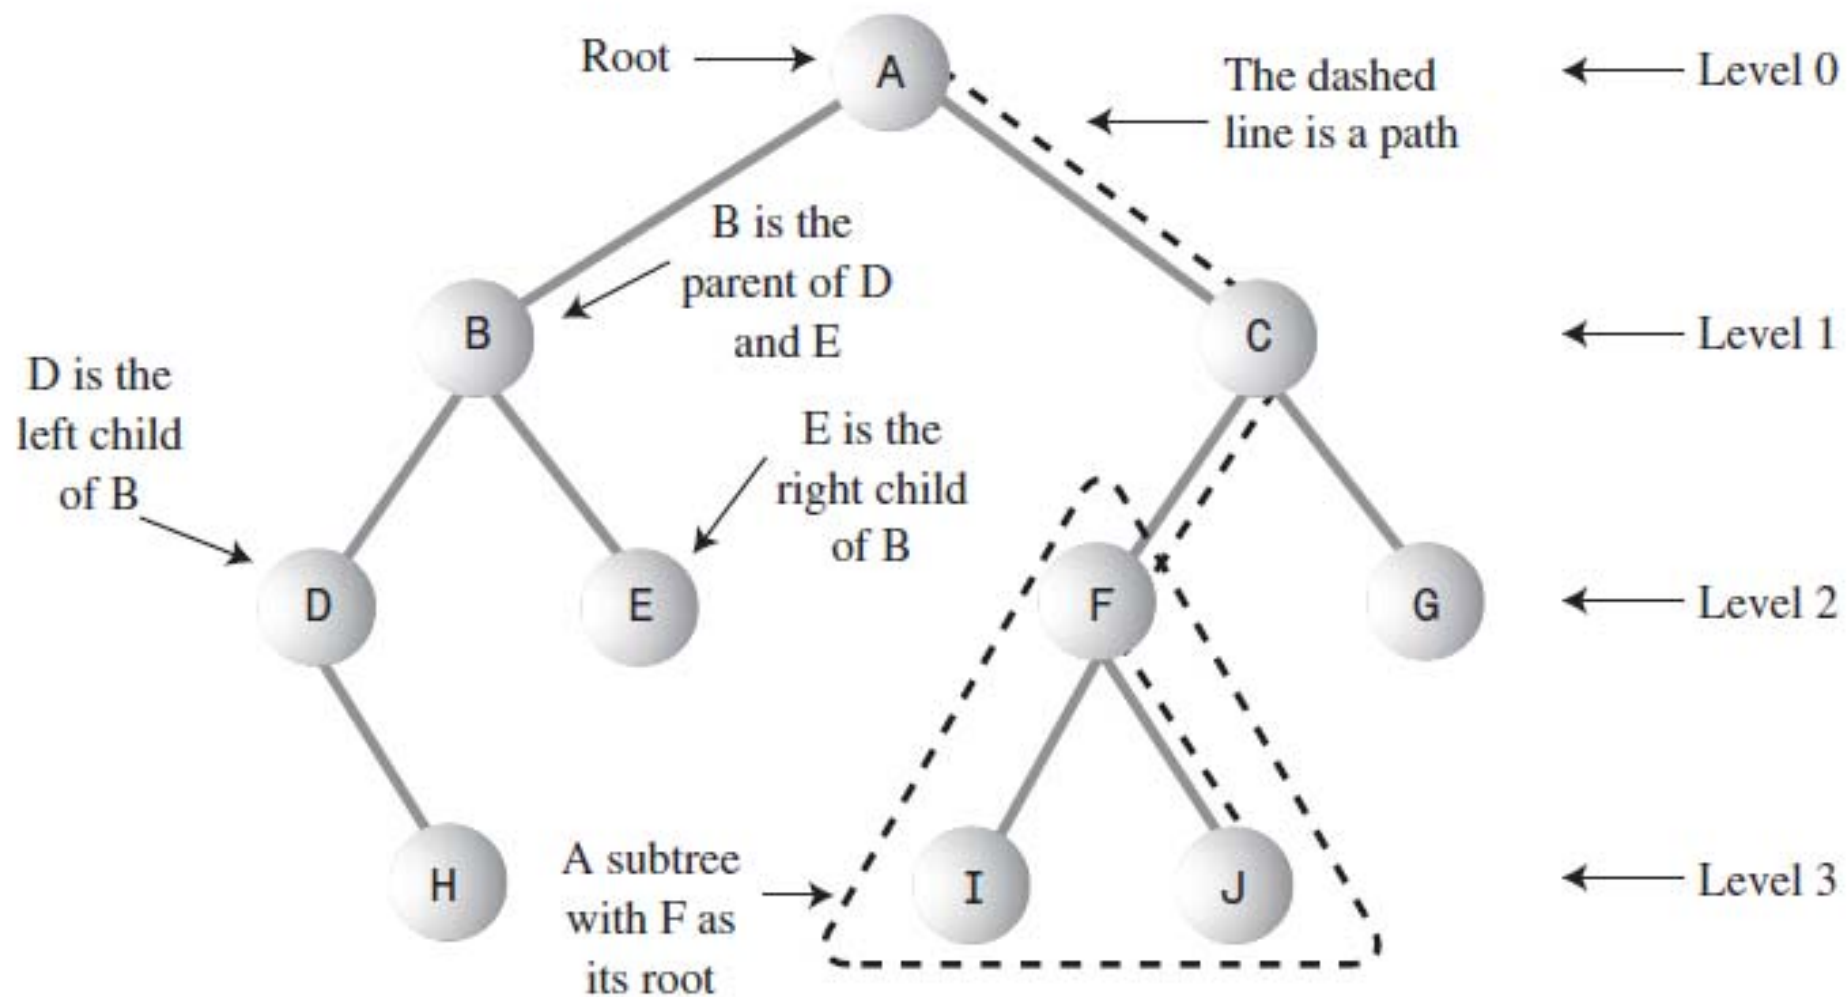 Root
A
The dashed
line is a path
Level 0
B is the
parent of D
and E
B
C
Level 1
D is the
left child
of B
E is the
right child
of B
D
E
F
G
Level 2
A subtree
with F as
its root
H
I
J
Level 3